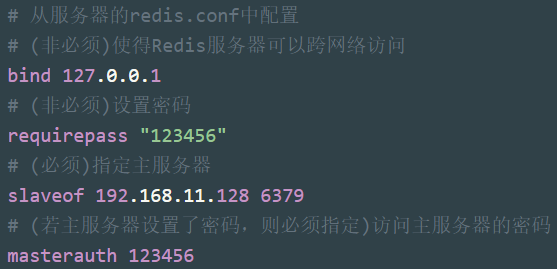 # 从服务器的redis.conf中配置
# (非必须)使得Redis服务器可以跨网络访问
bind 127.0.0.1
# (非必须)设置密码
requirepass "123456"
# (必须)指定主服务器
slaveof 192.168.11.128 6379
# (若主服务器设置了密码，则必须指定)访问主服务器的密码
masterauth 123456